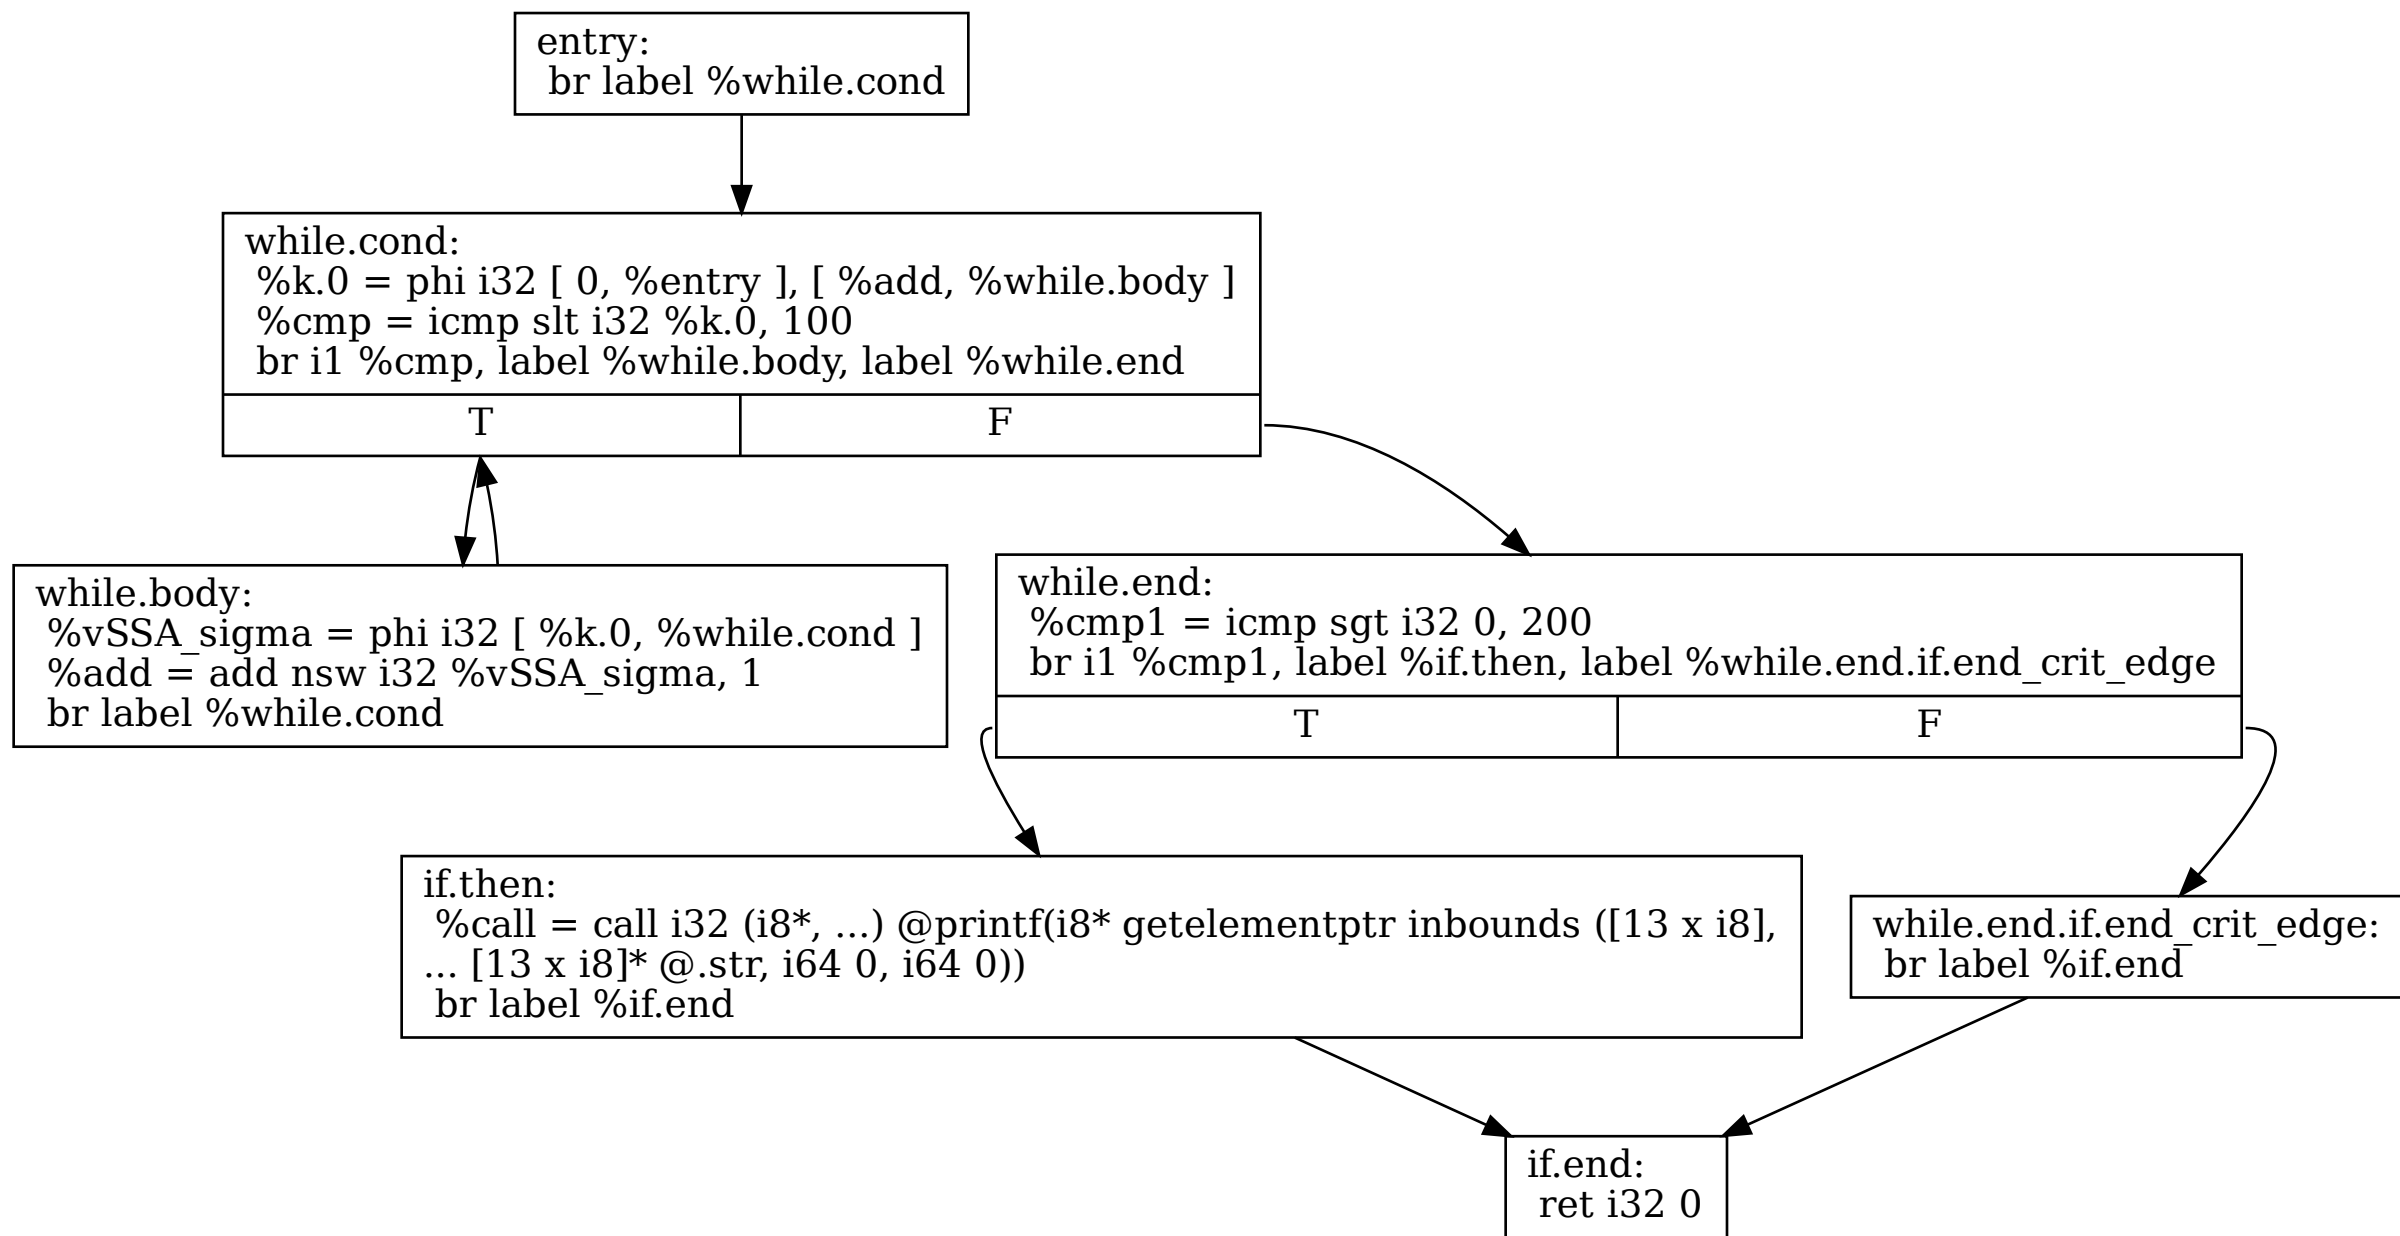 entry:
br label %while.cond
while.cond:
%k.0 = phi i32 [ 0, %entry ], [ %add, %while.body ]
%cmp = icmp slt i32 %k.0, 100
br i1 %cmp, label %while.body, label %while.end
T
F
while.body:
%vSSA_sigma = phi i32 [ %k.0, %while.cond ]
%add = add nsw i32 %vSSA_sigma, 1
br label %while.cond
while.end:
%cmp1 = icmp sgt i32 0, 200
br i1 %cmp1, label %if.then, label %while.end.if.end_crit_edge
T
F
if.then:
%call = call i32 (i8*, ...) @printf(i8* getelementptr inbounds ([13 x i8],
... [13 x i8]* @.str, i64 0, i64 0))
br label %if.end
while.end.if.end_crit_edge:
br label %if.end
if.end:
ret i32 0